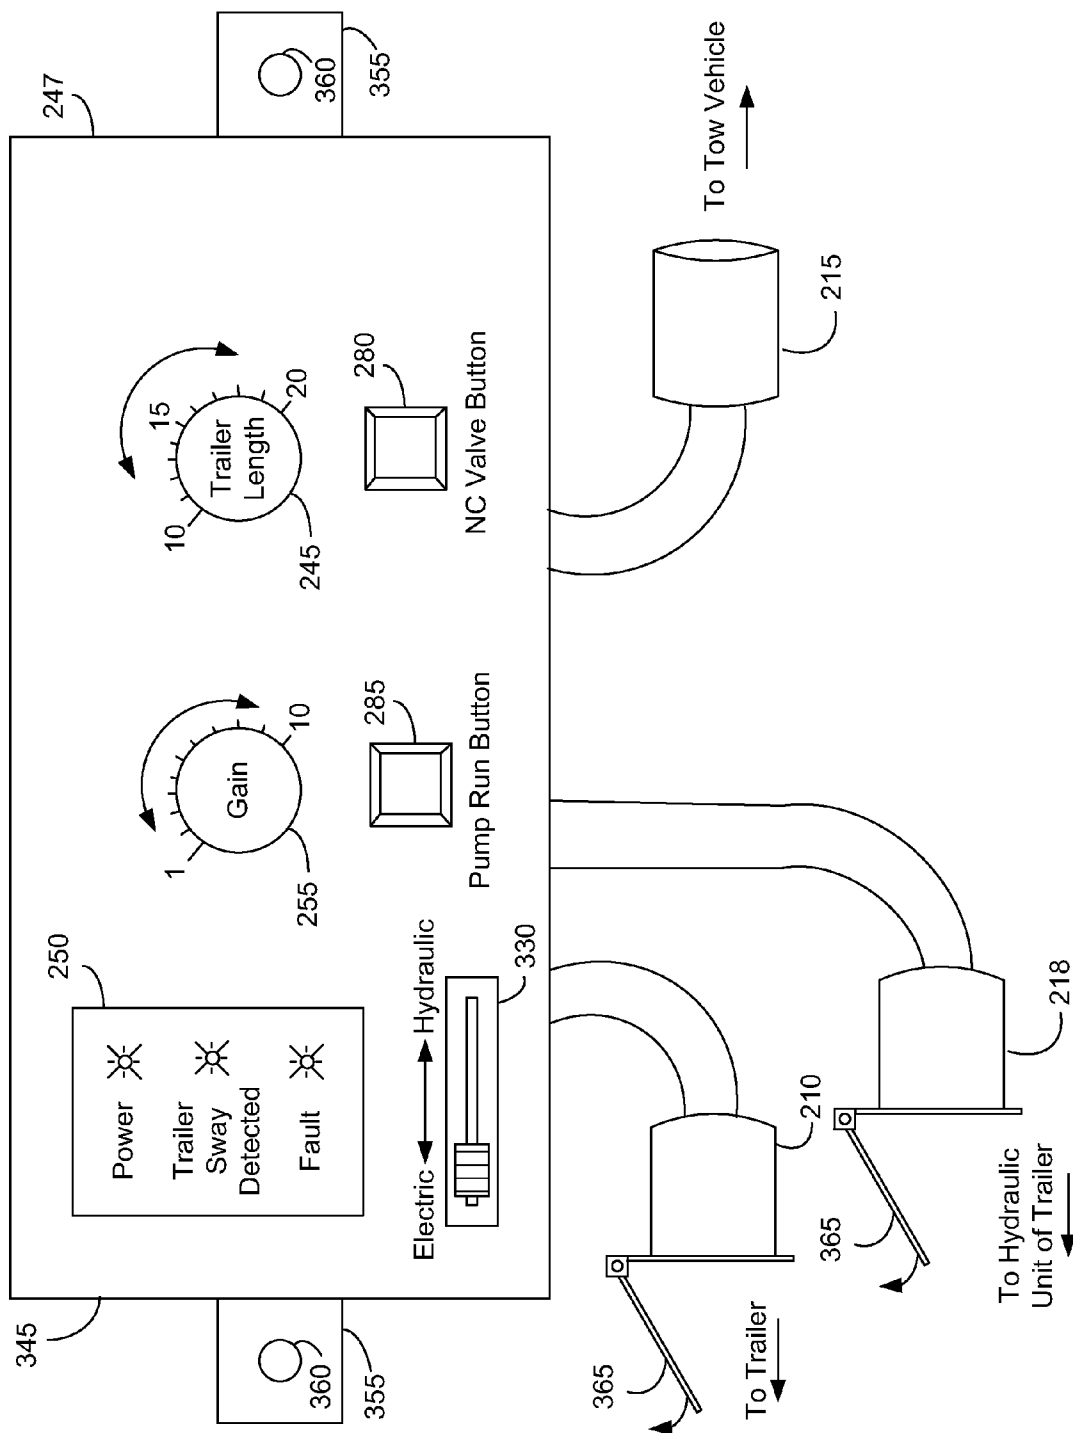 345
247
250
Power
Trailer
Sway
Detected
Fault
1
Gain
10
255
10
15
20
Trailer
Length
245
Electric
Hydraulic
330
285
Pump Run Button
280
NC Valve Button
360
355
360
355
210
365
To Trailer
218
365
To Hydraulic
Unit of Trailer
215
To Tow Vehicle